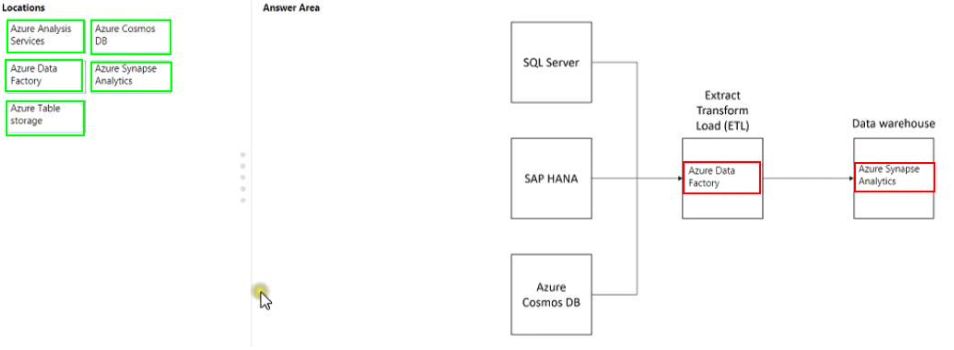 Locations
Azure Analysis
Services
Azure Cosmos
DB
Azure Data
Factory
Azure Synapse
Analytics
Azure Table
storage
Answer Area
SQL Server
SAP HANA
Azure
Cosmos DB
Extract
Transform
Load (ETL)
Azure Data
Factory
Data warehouse
Azure Synapse
Analytics